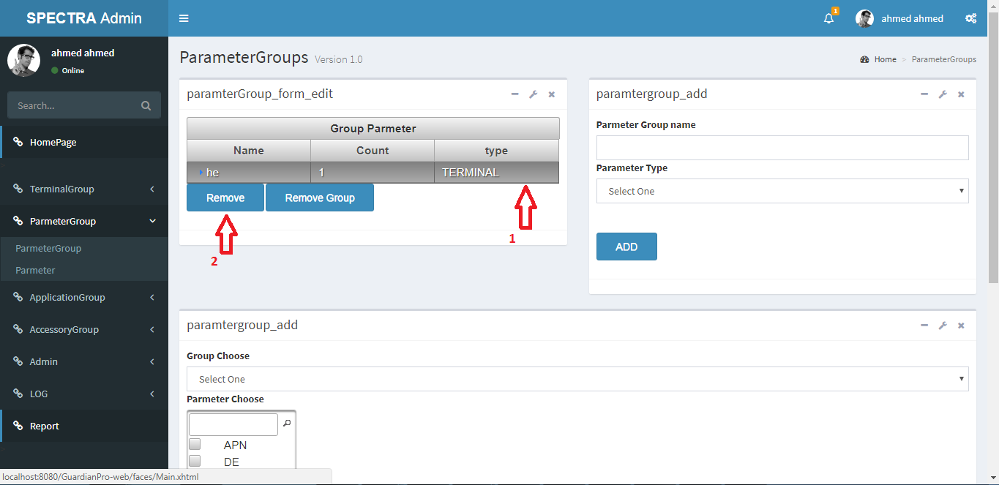 SPECTRA Admin
1
ahmed ahmed
ahmed ahmed
Online
Search...
HomePage
TerminalGroup
ParmeterGroup
ParmeterGroup
Parmeter
ApplicationGroup
AccessoryGroup
Admin
LOG
Report
ParameterGroups Version 1.0
Home > ParameterGroups
paramterGroup_form_edit
Group Parmeter
Name Count type
he 1 TERMINAL
Remove Remove Group
1
2
paramtergroup_add
Parmeter Group name
Parameter Type
Select One
ADD
paramtergroup_add
Group Choose
Select One
Parmeter Choose
APN
DE
localhost:8080/GuardianPro-web/faces/Main.xhtml